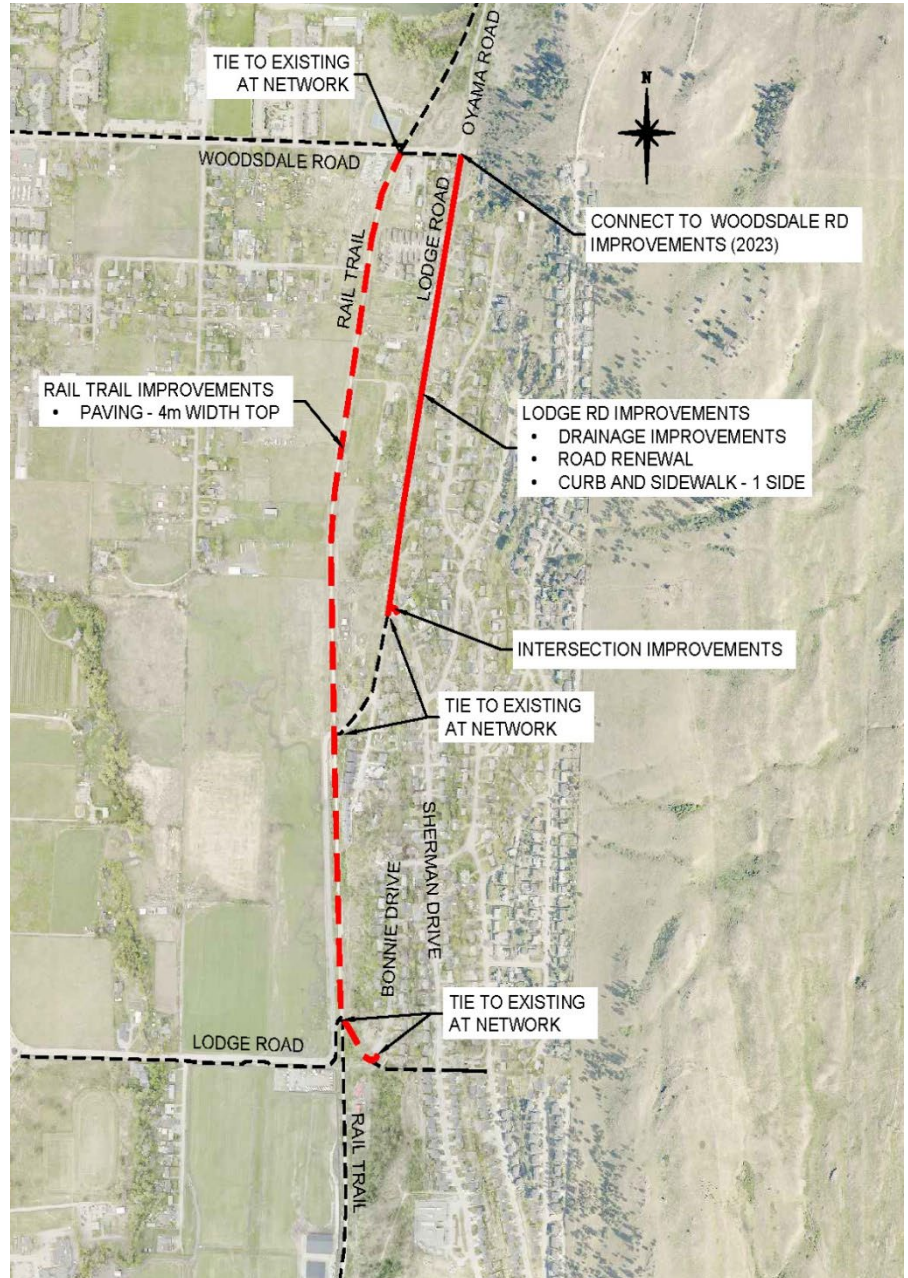 TIE TO EXISTING
AT NETWORK
OYAMA ROAD
N
WOODSDALE ROAD
LODGE ROAD
CONNECT TO WOODSDALE RD
IMPROVEMENTS (2023)
RAIL TRAIL
RAIL TRAIL IMPROVEMENTS
• PAVING - 4m WIDTH TOP
LODGE RD IMPROVEMENTS
• DRAINAGE IMPROVEMENTS
• ROAD RENEWAL
• CURB AND SIDEWALK - 1 SIDE
INTERSECTION IMPROVEMENTS
TIE TO EXISTING
AT NETWORK
SHERMAN DRIVE
BONNIE DRIVE
TIE TO EXISTING
AT NETWORK
LODGE ROAD
RAIL TRAIL